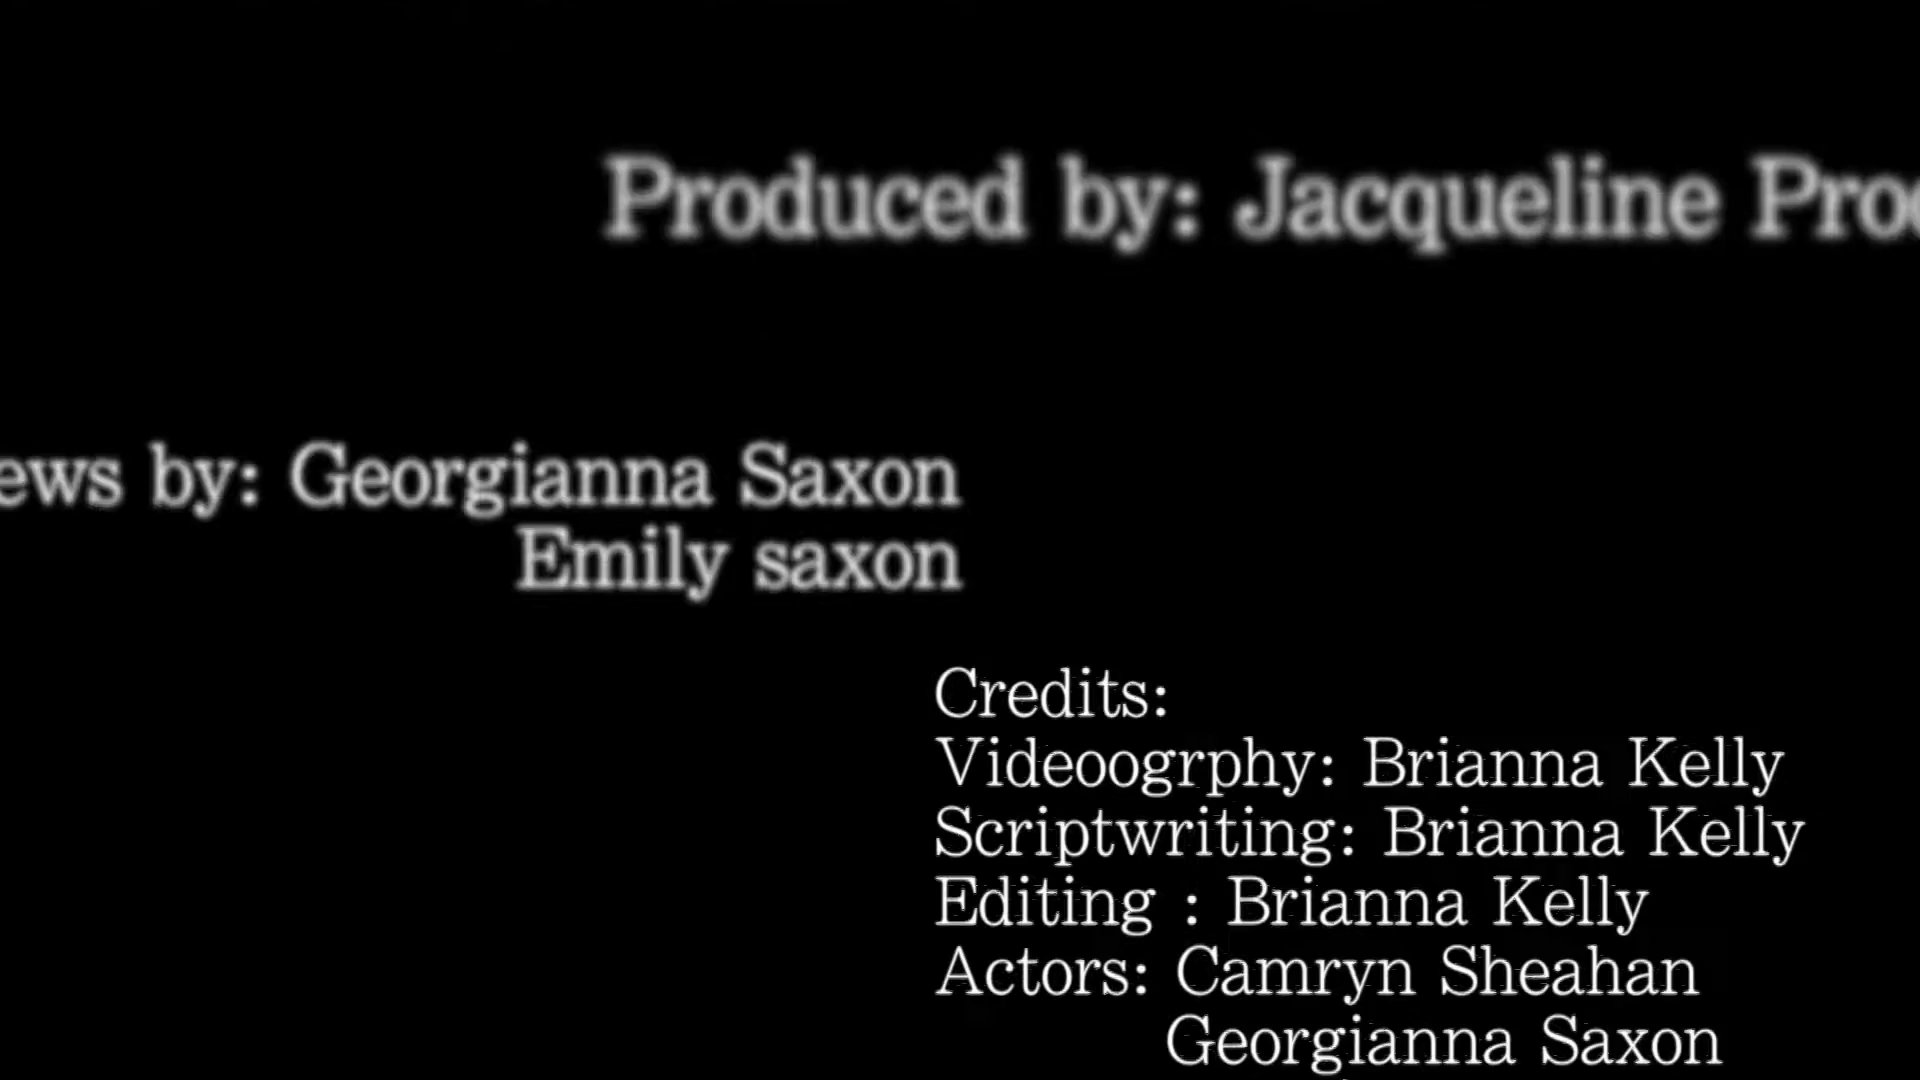 Produced by: Jacqueline
by: Georgianna Saxon
Emily saxon
Credits:
Videoogrphy: Brianna Kelly
Scriptwriting: Brianna Kelly
Editing : Brianna Kelly
Actors: Camryn Sheahan
Georgianna Saxon